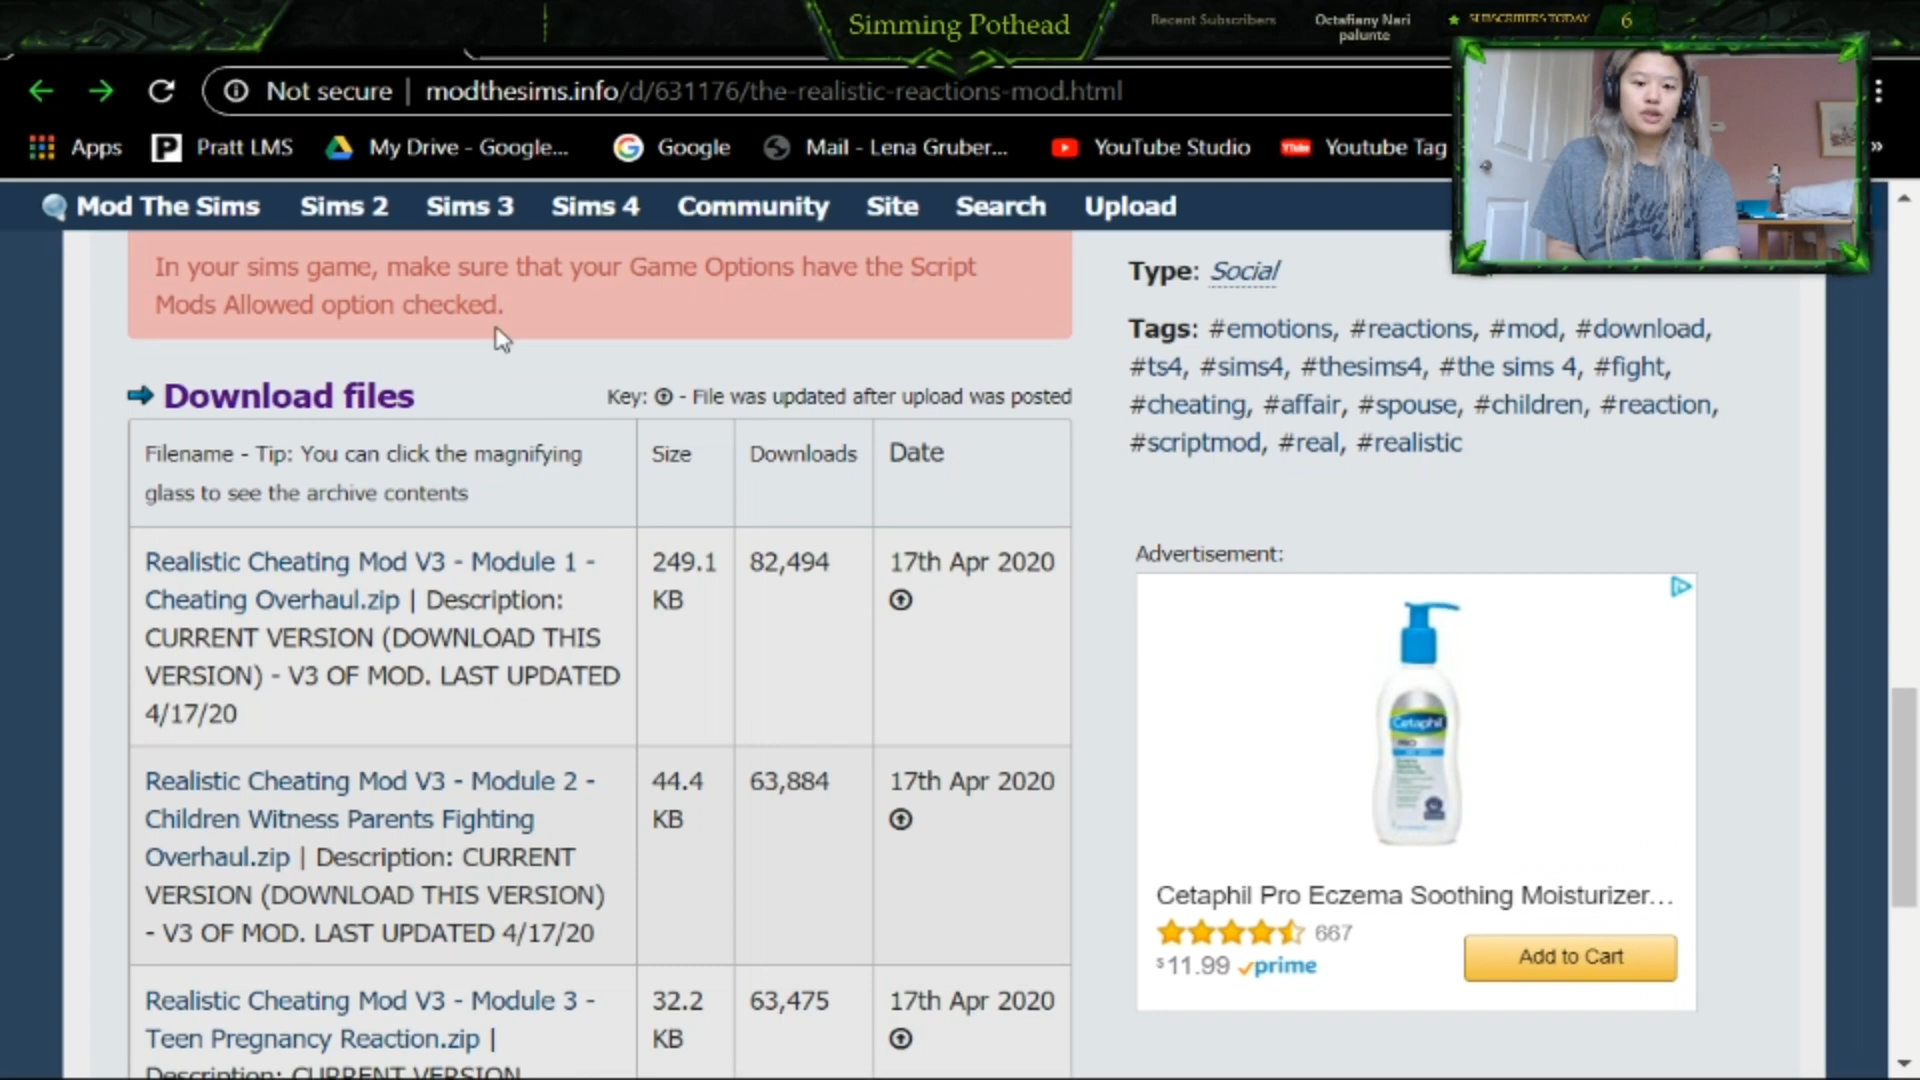 Simming Pothead
Recent Subscribers
Octafiany Nari
palunte
SUBSCRIBERS TODAY
6
Not secure | modthesims.info/d/631176/the-realistic-reactions-mod.html
Apps
Pratt LMS
My Drive - Google...
Google
Mail - Lena Gruber...
YouTube Studio
Youtube Tag
»
Mod The Sims
Sims 2
Sims 3
Sims 4
Community
Site
Search
Upload
In your sims game, make sure that your Game Options have the Script
Mods Allowed option checked.
Download files
Key: - File was updated after upload was posted
Filename - Tip: You can click the magnifying
glass to see the archive contents
Size
Downloads
Date
Realistic Cheating Mod V3 - Module 1 -
Cheating Overhaul.zip | Description:
CURRENT VERSION (DOWNLOAD THIS
VERSION) - V3 OF MOD. LAST UPDATED
4/17/20
249.1
KB
82,494
17th Apr 2020
Realistic Cheating Mod V3 - Module 2 -
Children Witness Parents Fighting
Overhaul.zip | Description: CURRENT
VERSION (DOWNLOAD THIS VERSION)
- V3 OF MOD. LAST UPDATED 4/17/20
44.4
KB
63,884
17th Apr 2020
Realistic Cheating Mod V3 - Module 3 -
Teen Pregnancy Reaction.zip |
Description: CURRENT VERSION
32.2
KB
63,475
17th Apr 2020
Type: Social
Tags: #emotions, #reactions, #mod, #download,
#ts4, #sims4, #thesims4, #the sims 4, #fight,
#cheating, #affair, #spouse, #children, #reaction,
#scriptmod, #real, #realistic
Advertisement:
Cetaphil
PRO
Cetaphil Pro Eczema Soothing Moisturizer...
667
$11.99 prime
Add to Cart